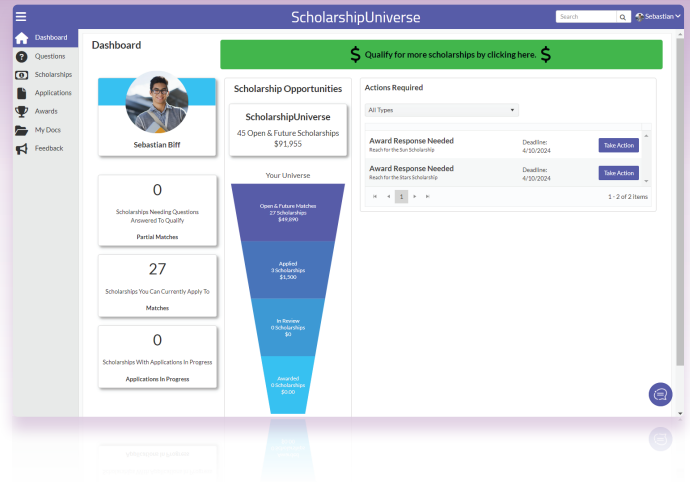 ScholarshipUniverse
Search
Sebastian
Dashboard
Questions
Scholarships
Applications
Awards
My Docs
Feedback
Dashboard
$ Qualify for more scholarships by clicking here. $
Sebastian Biff
0
Scholarships Needing Questions
Answered To Qualify
Partial Matches
27
Scholarships You Can Currently Apply To
Matches
0
Scholarships With Applications In Progress
Applications In Progress
Scholarship Opportunities
ScholarshipUniverse
45 Open & Future Scholarships
$91,955
Your Universe
Open & Future Matches
27 Scholarships
$49,890
Applied
3 Scholarships
$1,500
In Review
0 Scholarships
$0
Awarded
0 Scholarships
$0.00
Actions Required
All Types
Award Response Needed
Reach for the Sun Scholarship
Deadline:
4/10/2024
Take Action
Award Response Needed
Reach for the Stars Scholarship
Deadline:
4/10/2024
Take Action
1
1 - 2 of 2 items